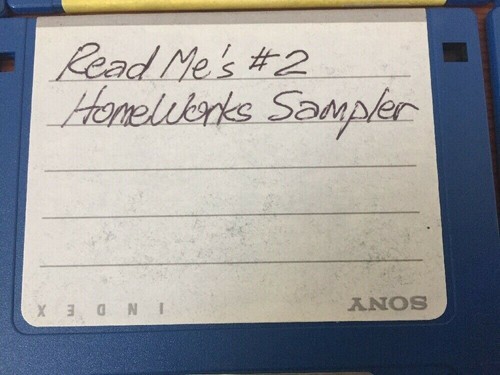 Read Me's #2
HomeWorks Sampler
INDEX
SONY